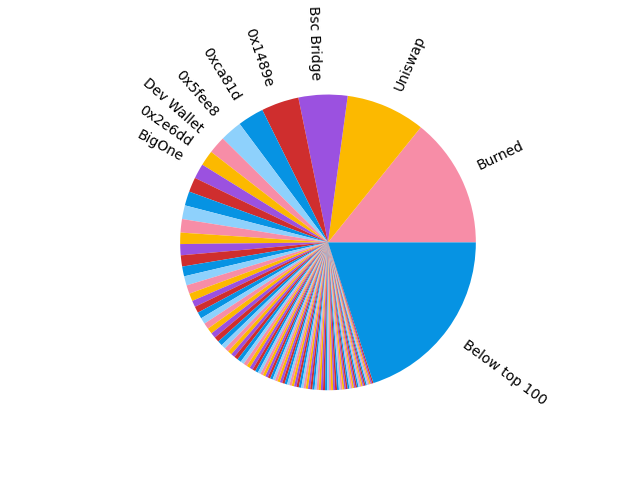 Burned
Uniswap
Bsc Bridge
0x1489e
0xca81d
0x5fee8
Dev Wallet
0x2e6dd
BigOne
Below top 100